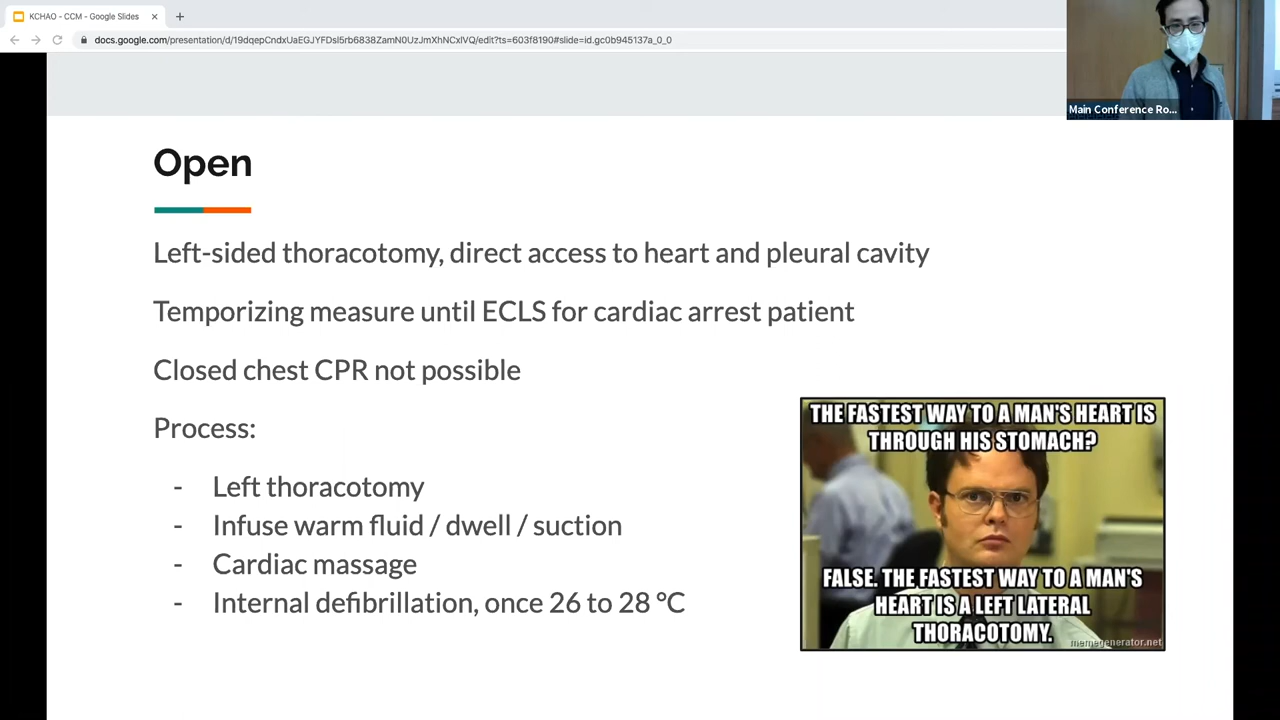 KCHAO - CCM - Google Slides
docs.google.com/presentation/d/19dqepCndxUaEGJYFDsl5rb6838ZamN0UzJmXhNCxlVQ/edit?ts=603f8190#slide=id.gc0b945137a_0_0
Main Conference Ro...
Open
Left-sided thoracotomy, direct access to heart and pleural cavity
Temporizing measure until ECLS for cardiac arrest patient
Closed chest CPR not possible
Process:
- Left thoracotomy
- Infuse warm fluid / dwell / suction
- Cardiac massage
- Internal defibrillation, once 26 to 28 °C
THE FASTEST WAY TO A MAN'S HEART IS
THROUGH HIS STOMACH?
FALSE. THE FASTEST WAY TO A MAN'S
HEART IS A LEFT LATERAL
THORACOTOMY.
memegenerator.net